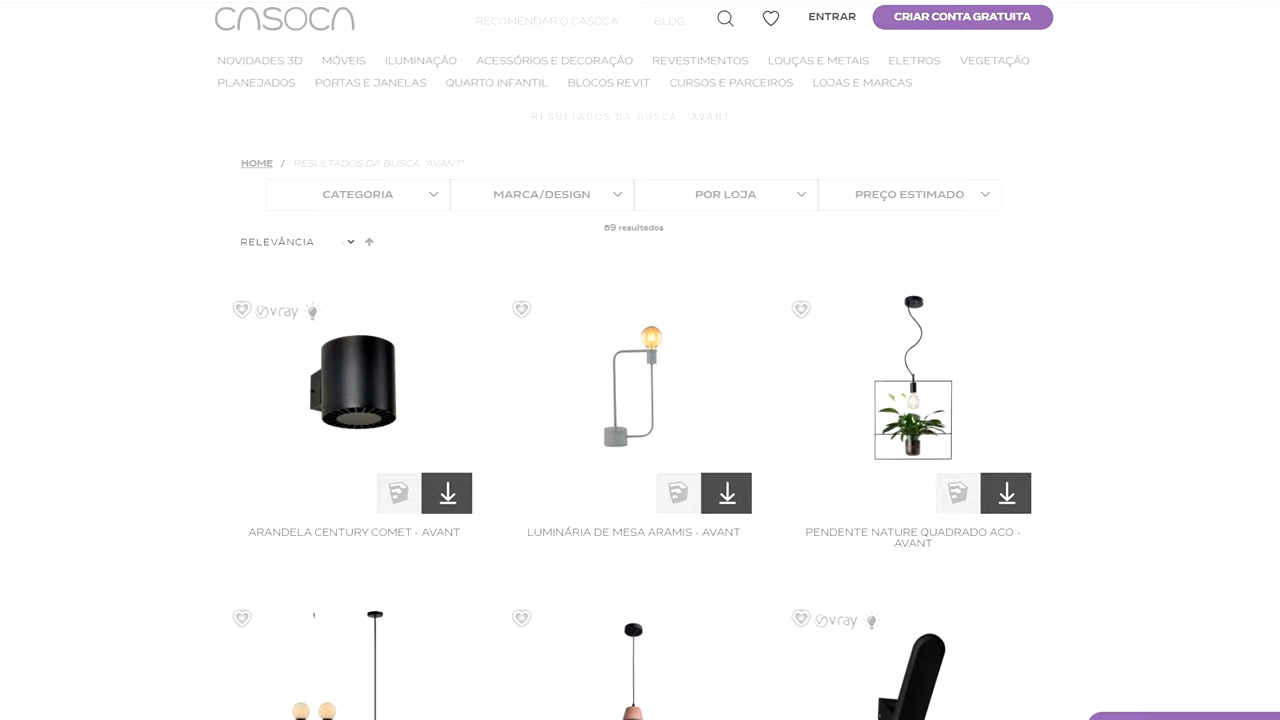 CASOCA
RECOMENDAR O CASOCA BLOG ENTRAR CRIAR CONTA GRATUITA
NOVIDADES 3D MÓVEIS ILUMINAÇÃO ACESSÓRIOS E DECORAÇÃO REVESTIMENTOS LOUÇAS E METAIS ELETROS VEGETAÇÃO
PLANEJADOS PORTAS E JANELAS QUARTO INFANTIL BLOCOS REVIT CURSOS E PARCEIROS LOJAS E MARCAS
RESULTADOS DA BUSCA: 'AVANT'
HOME / RESULTADOS DA BUSCA: 'AVANT'
CATEGORIA MARCA/DESIGN POR LOJA PREÇO ESTIMADO
89 resultados
RELEVÂNCIA
v-ray
ARANDELA CENTURY COMET - AVANT
LUMINÁRIA DE MESA ARAMIS - AVANT
PENDENTE NATURE QUADRADO ACO -
AVANT
v-ray